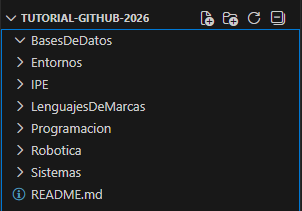 TUTORIAL-GITHUB-2026
BasesDeDatos
Entornos
IPE
LenguajesDeMarcas
Programacion
Robotica
Sistemas
README.md